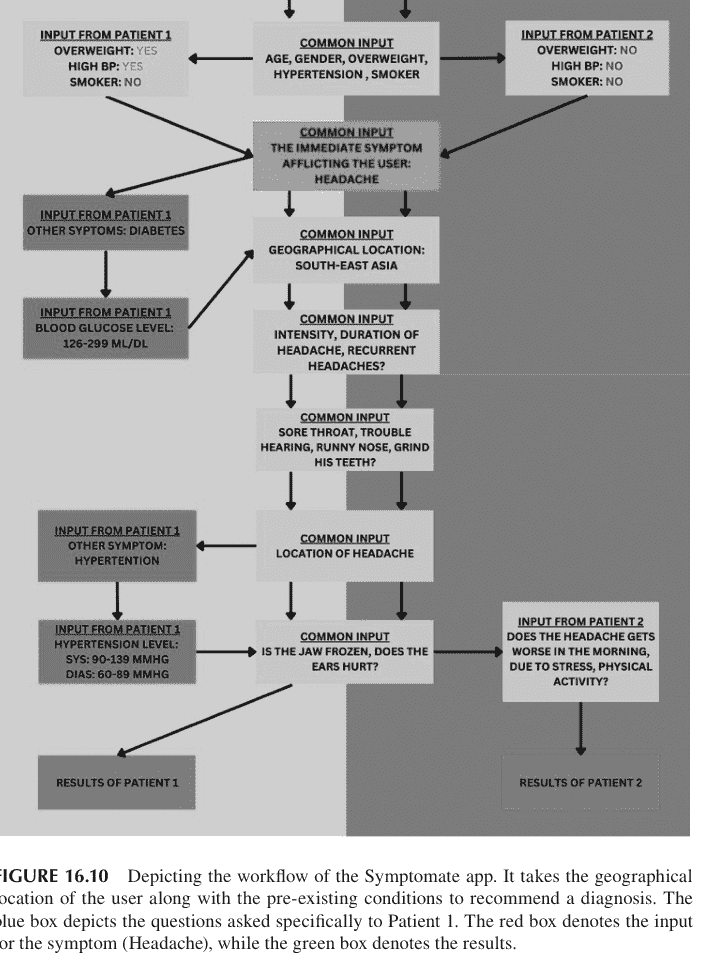 INPUT FROM PATIENT 1
OVERWEIGHT: YES
HIGH BP: YES
SMOKER: NO
COMMON INPUT
AGE, GENDER, OVERWEIGHT,
HYPERTENSION , SMOKER
INPUT FROM PATIENT 2
OVERWEIGHT: NO
HIGH BP: NO
SMOKER: NO
COMMON INPUT
THE IMMEDIATE SYMPTOM
AFFLICTING THE USER:
HEADACHE
INPUT FROM PATIENT 1
OTHER SYPTOMS: DIABETES
COMMON INPUT
GEOGRAPHICAL LOCATION:
SOUTH-EAST ASIA
INPUT FROM PATIENT 1
BLOOD GLUCOSE LEVEL:
126-299 ML/DL
COMMON INPUT
INTENSITY, DURATION OF
HEADACHE, RECURRENT
HEADACHES?
COMMON INPUT
SORE THROAT, TROUBLE
HEARING, RUNNY NOSE, GRIND
HIS TEETH?
INPUT FROM PATIENT 1
OTHER SYMPTOM:
HYPERTENTION
COMMON INPUT
LOCATION OF HEADACHE
INPUT FROM PATIENT 1
HYPERTENSION LEVEL:
SYS: 90-139 MMHG
DIAS: 60-89 MMHG
COMMON INPUT
IS THE JAW FROZEN, DOES THE
EARS HURT?
INPUT FROM PATIENT 2
DOES THE HEADACHE GETS
WORSE IN THE MORNING,
DUE TO STRESS, PHYSICAL
ACTIVITY?
RESULTS OF PATIENT 1
RESULTS OF PATIENT 2
FIGURE 16.10 Depicting the workflow of the Symptomate app. It takes the geographical
location of the user along with the pre-existing conditions to recommend a diagnosis. The
blue box depicts the questions asked specifically to Patient 1. The red box denotes the input
for the symptom (Headache), while the green box denotes the results.